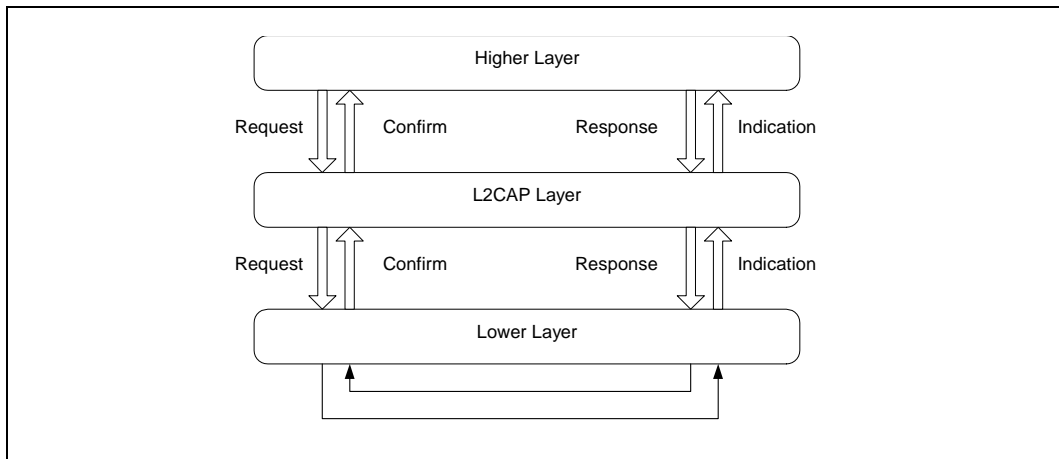 Higher Layer
Request Confirm Response Indication
L2CAP Layer
Request Confirm Response Indication
Lower Layer